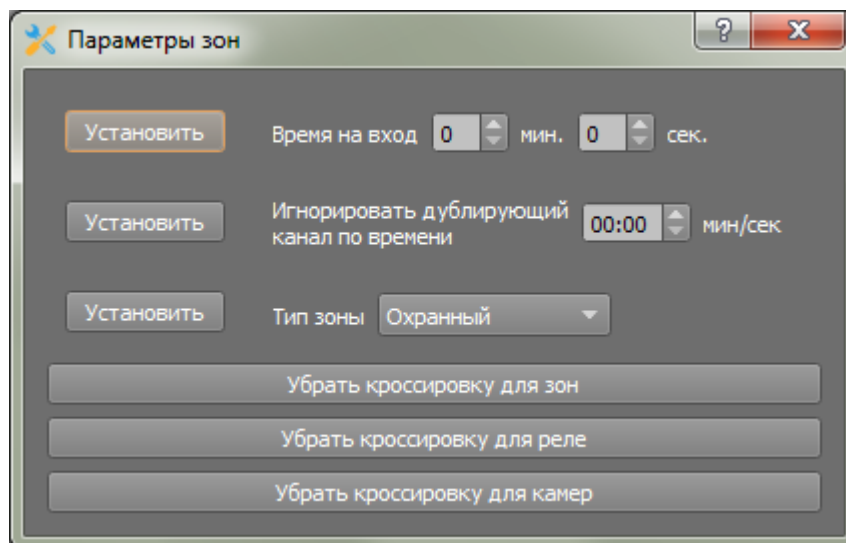 Параметры зон
Установить Время на вход 0 мин. 0 сек.
Установить Игнорировать дублирующий канал по времени 00:00 мин/сек
Установить Тип зоны Охранный
Убрать кроссировку для зон
Убрать кроссировку для реле
Убрать кроссировку для камер